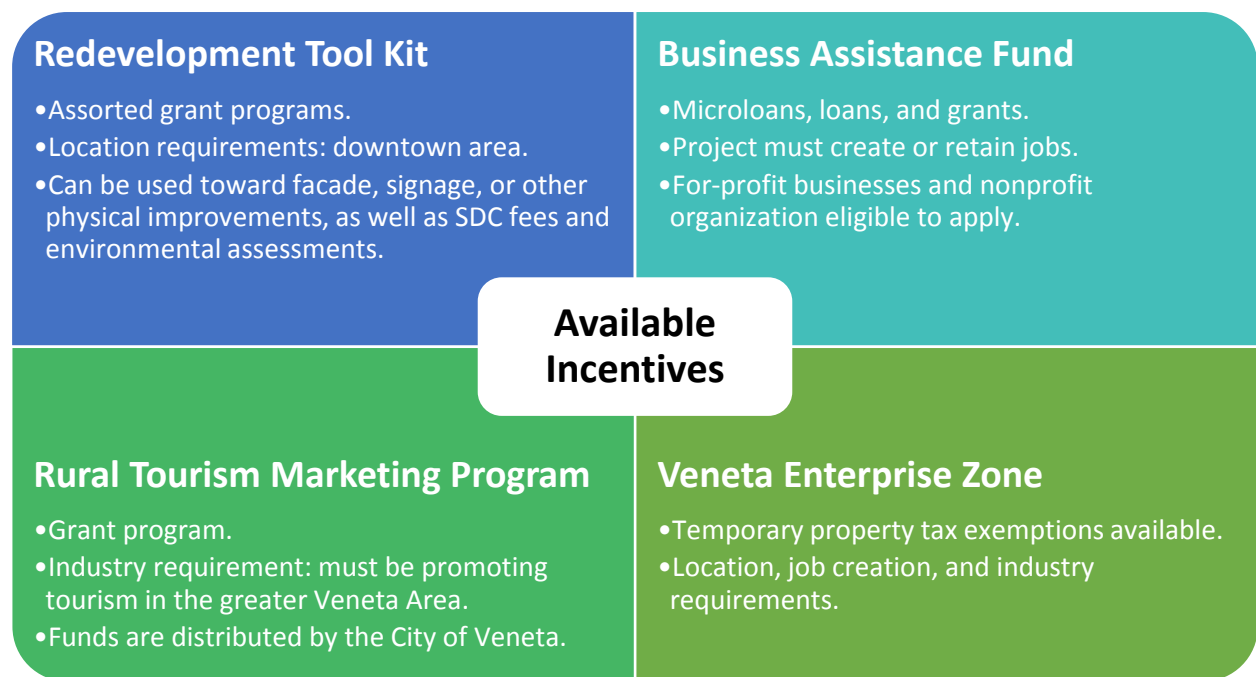 Redevelopment Tool Kit
•Assorted grant programs.
•Location requirements: downtown area.
•Can be used toward facade, signage, or other
physical improvements, as well as SDC fees and
environmental assessments.
Business Assistance Fund
•Microloans, loans, and grants.
•Project must create or retain jobs.
•For-profit businesses and nonprofit
organization eligible to apply.
Available
Incentives
Rural Tourism Marketing Program
•Grant program.
•Industry requirement: must be promoting
tourism in the greater Veneta Area.
•Funds are distributed by the City of Veneta.
Veneta Enterprise Zone
•Temporary property tax exemptions available.
•Location, job creation, and industry
requirements.